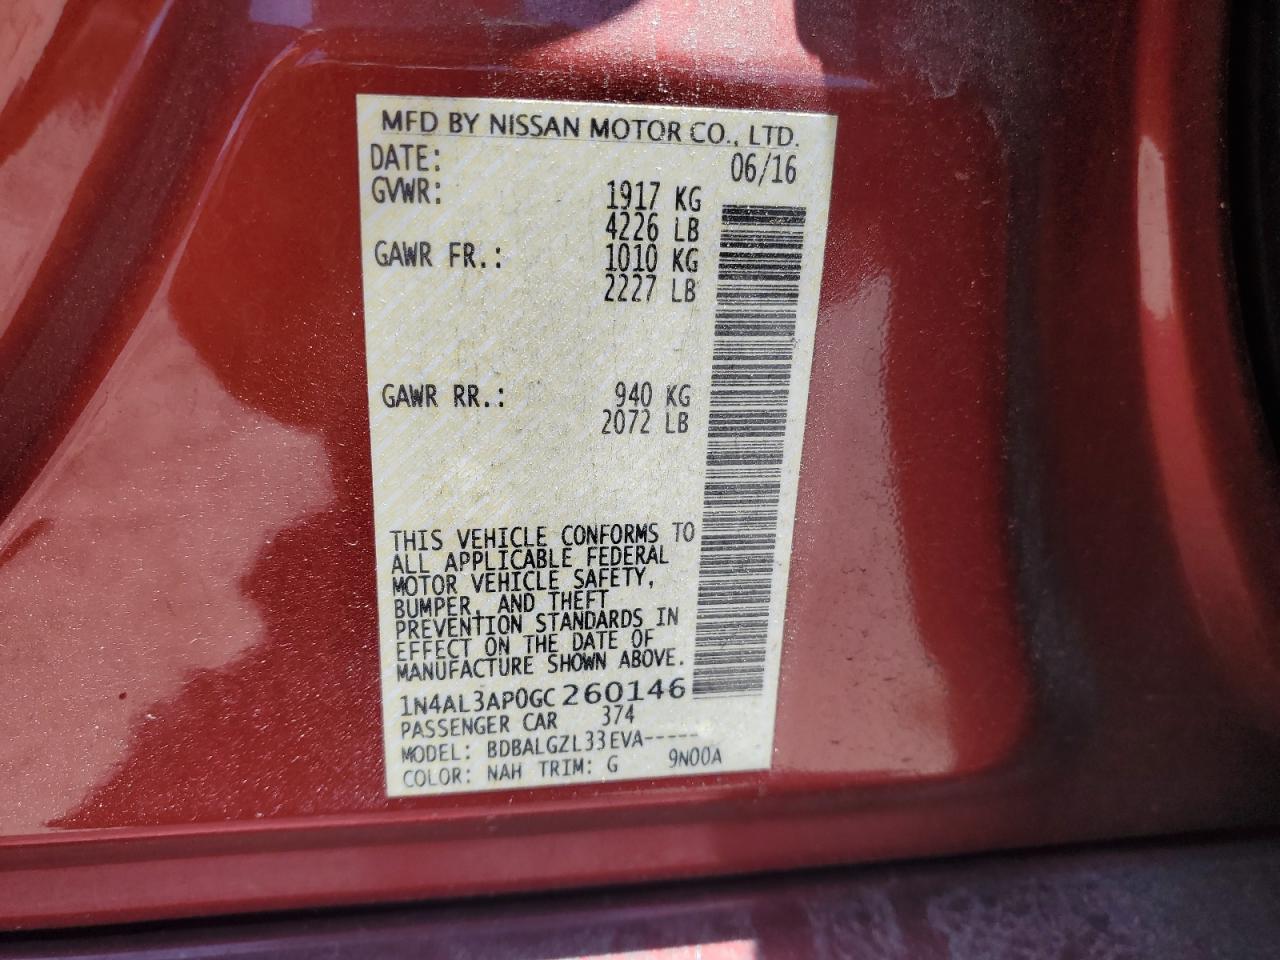 MFD BY NISSAN MOTOR CO., LTD.
DATE: 06/16
GVWR: 1917 KG
4226 LB
GAWR FR.: 1010 KG
2227 LB
GAWR RR.: 940 KG
2072 LB
THIS VEHICLE CONFORMS TO
ALL APPLICABLE FEDERAL
MOTOR VEHICLE SAFETY,
BUMPER, AND THEFT
PREVENTION STANDARDS IN
EFFECT ON THE DATE OF
MANUFACTURE SHOWN ABOVE.
1N4AL3AP0GC260146
PASSENGER CAR 374
MODEL: BDBALGZL33EVA-----
COLOR: NAH TRIM: G 9N00A